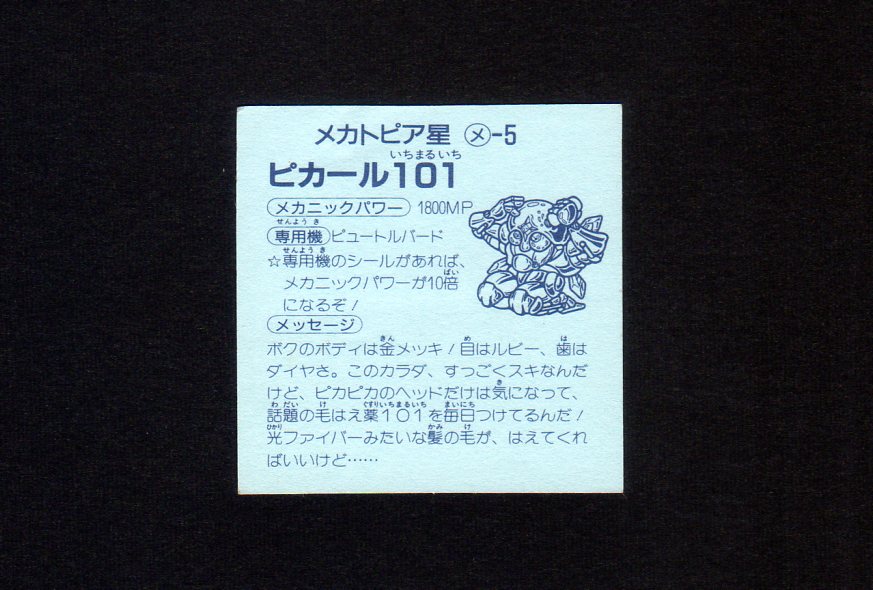 メカトピア星 メ-5
いちまるいち
ピカール101
メカニックパワー 1800MP
せんようき
専用機 ピュートルバード
せんようき
☆専用機のシールがあれば、
ばい
メカニックパワーが10倍
になるぞ!
メッセージ
きん め は
ボクのボディは金メッキ!目はルビー、歯は
ダイヤさ。このカラダ、すっごくスキなんだ
き
けど、ピカピカのヘッドだけは気になって、
わだい け ぐすりいちまるいち まいにち
話題の毛はえ薬101を毎日つけてるんだ!
ひかり かみ け
光ファイバーみたいな髪の毛が、はえてくれ
ばいいけど……